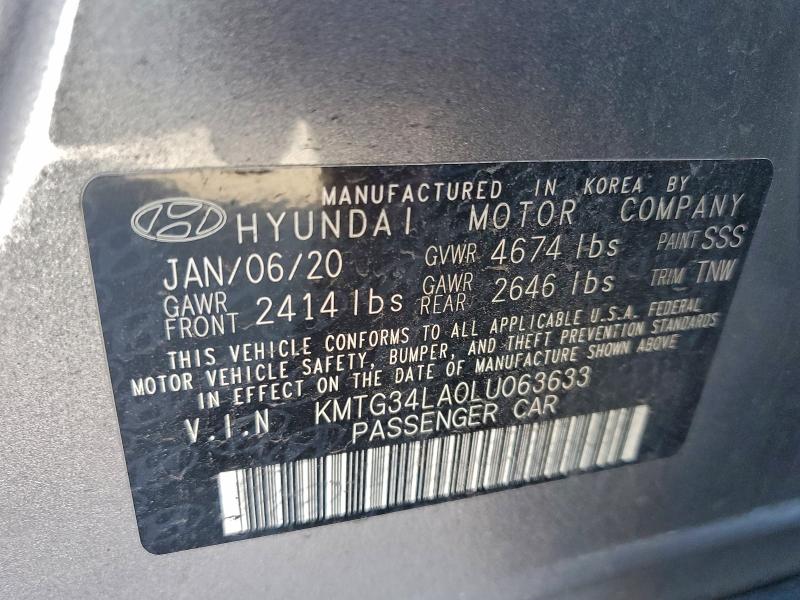 MANUFACTURED IN KOREA BY
HYUNDAI MOTOR COMPANY
JAN/06/20 GVWR 4674 lbs PAINT SSS
GAWR FRONT 2414 lbs GAWR REAR 2646 lbs TRIM TNW
THIS VEHICLE CONFORMS TO ALL APPLICABLE U.S.A. FEDERAL
MOTOR VEHICLE SAFETY, BUMPER, AND THEFT PREVENTION STANDARDS
IN EFFECT ON THE DATE OF MANUFACTURE SHOWN ABOVE
V.I.N KMTG34LA0LU063633
PASSENGER CAR